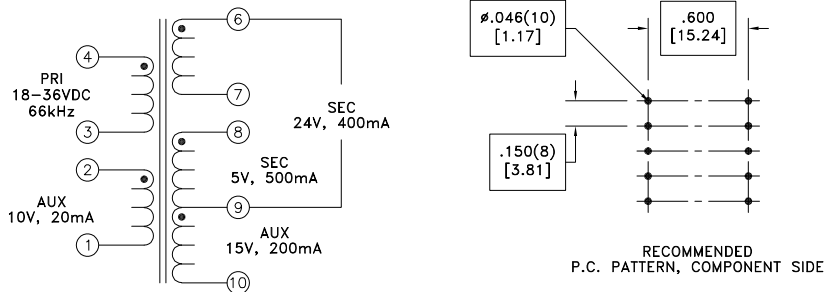 4
PRI
18-36VDC
66kHz
3
2
AUX
10V, 20mA
1
6
7
SEC
24V, 400mA
8
SEC
5V, 500mA
9
AUX
15V, 200mA
10
ø.046(10)
[1.17]
.600
[15.24]
.150(8)
[3.81]
RECOMMENDED
P.C. PATTERN, COMPONENT SIDE